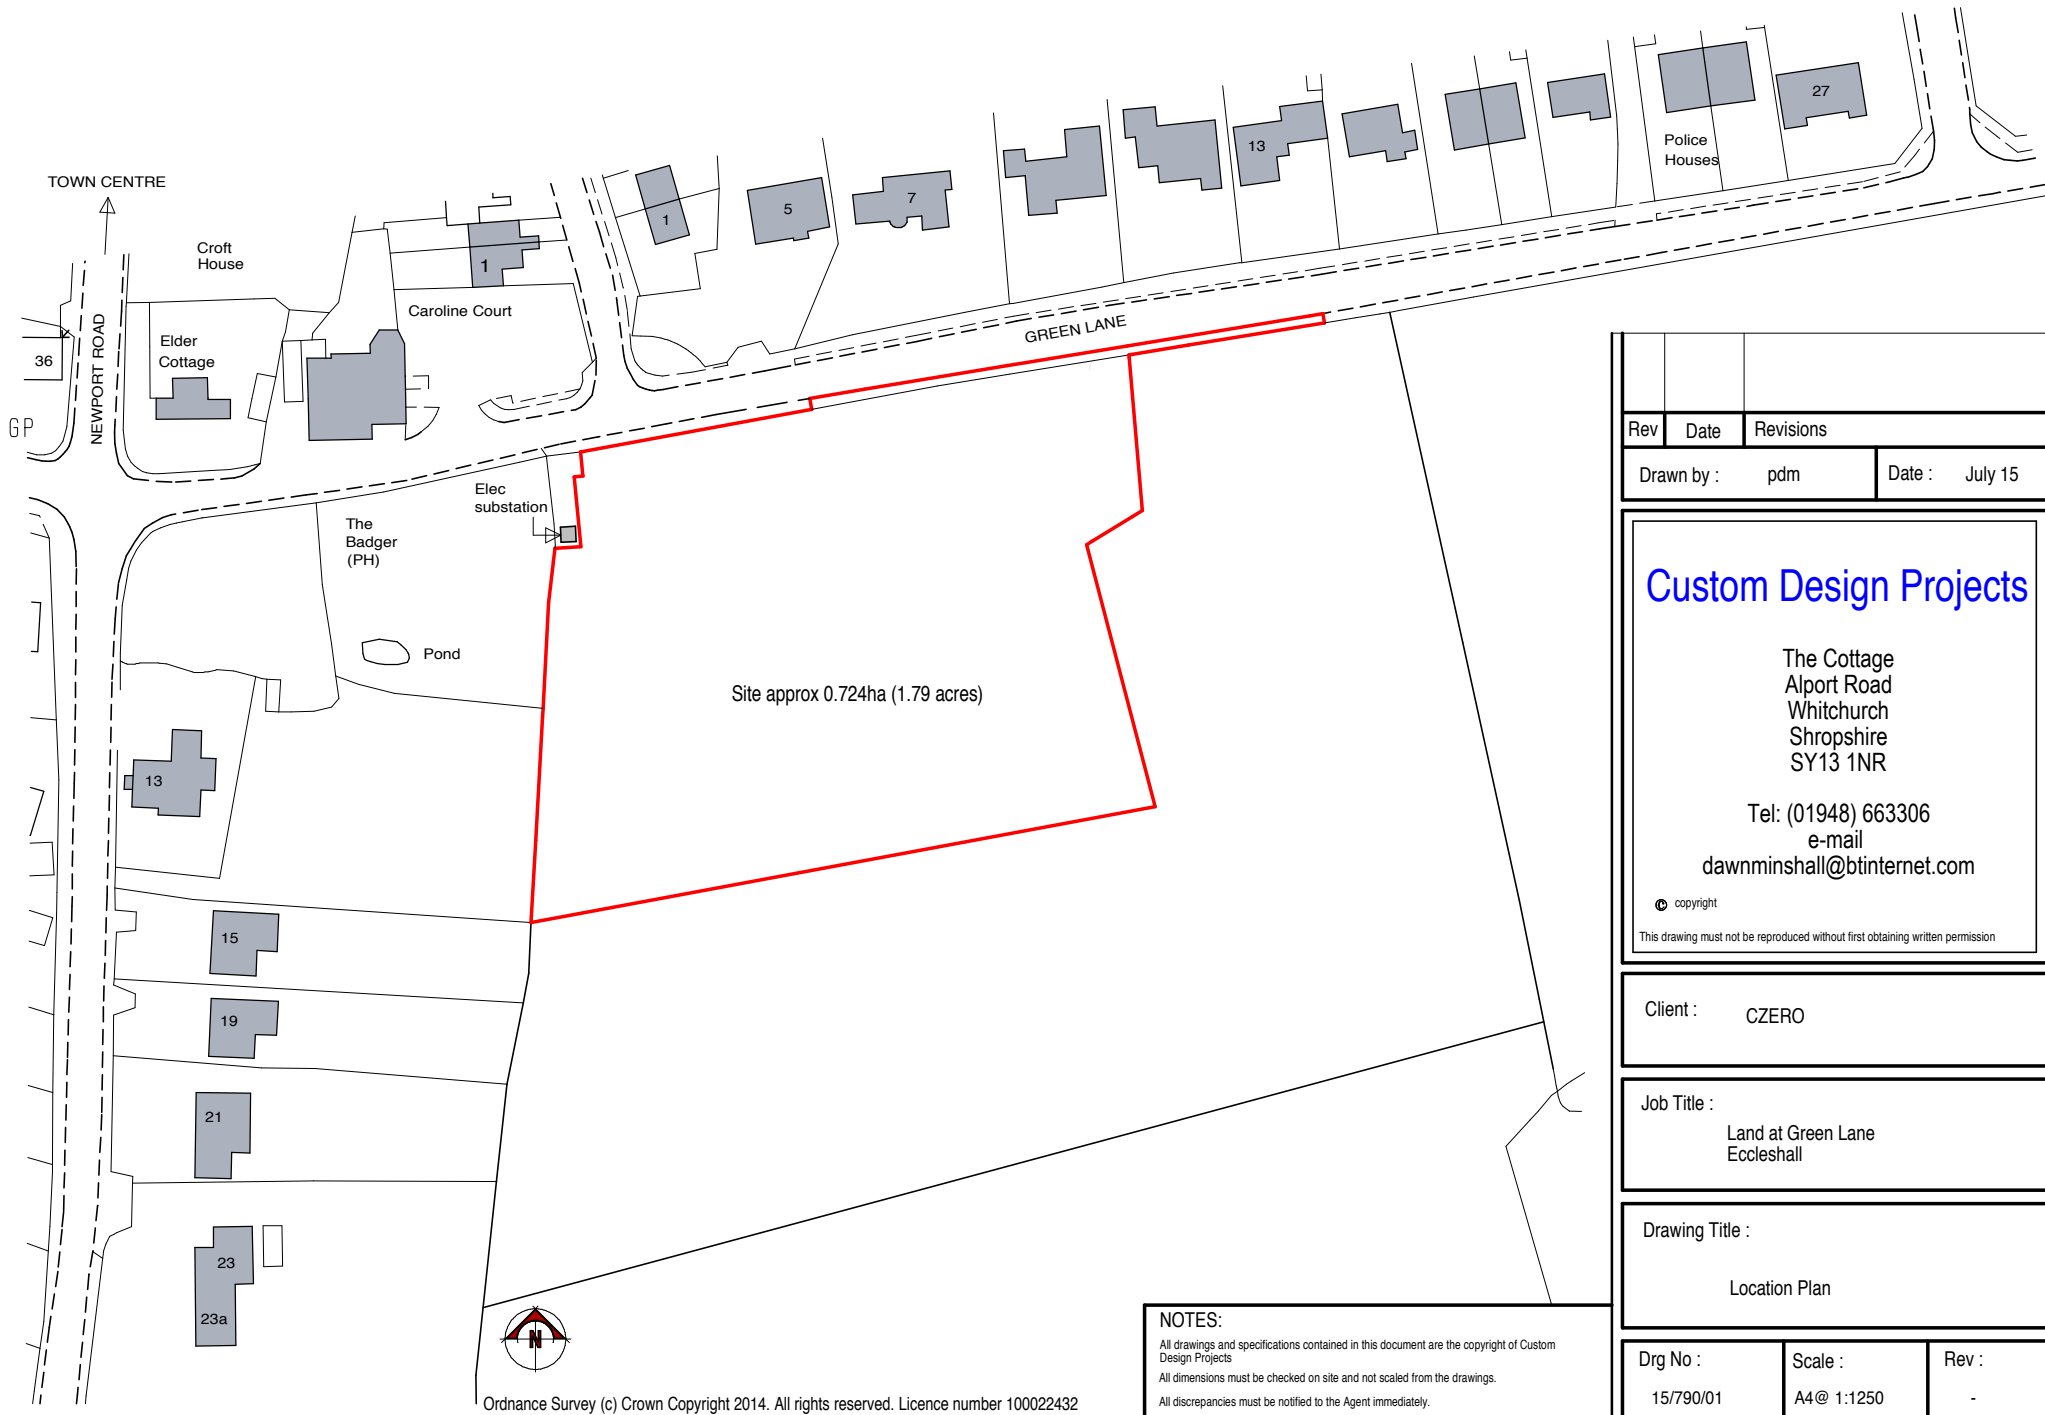 TOWN CENTRE
Croft
House
NEWPORT ROAD
36
GP
Elder
Cottage
Caroline Court
1
1
5
7
13
Police
Houses
27
GREEN LANE
Elec
substation
The
Badger
(PH)
Pond
Site approx 0.724ha (1.79 acres)
13
15
19
21
23
23a
N
Ordnance Survey (c) Crown Copyright 2014. All rights reserved. Licence number 100022432
NOTES:
All drawings and specifications contained in this document are the copyright of Custom
Design Projects
All dimensions must be checked on site and not scaled from the drawings.
All discrepancies must be notified to the Agent immediately.
Rev Date Revisions
Drawn by : pdm Date : July 15
Custom Design Projects
The Cottage
Alport Road
Whitchurch
Shropshire
SY13 1NR
Tel: (01948) 663306
e-mail
dawnminshall@btinternet.com
© copyright
This drawing must not be reproduced without first obtaining written permission
Client : CZERO
Job Title :
Land at Green Lane
Eccleshall
Drawing Title :
Location Plan
Drg No : Scale : Rev :
15/790/01 A4@ 1:1250 -